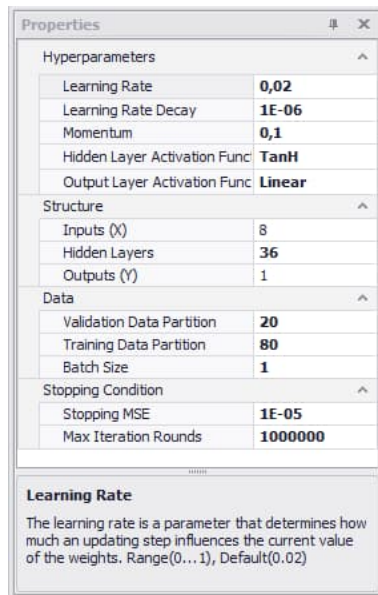 Properties
Hyperparameters
Learning Rate 0,02
Learning Rate Decay 1E-06
Momentum 0,1
Hidden Layer Activation Func TanH
Output Layer Activation Func Linear
Structure
Inputs (X) 8
Hidden Layers 36
Outputs (Y) 1
Data
Validation Data Partition 20
Training Data Partition 80
Batch Size 1
Stopping Condition
Stopping MSE 1E-05
Max Iteration Rounds 1000000
Learning Rate
The learning rate is a parameter that determines how
much an updating step influences the current value
of the weights. Range(0...1), Default(0.02)